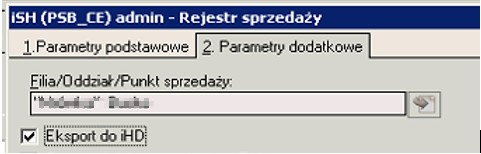 iSH (PSB_CE) admin - Rejestr sprzedaży
1.Parametry podstawowe 2. Parametry dodatkowe
Filia/Oddział/Punkt sprzedaży:
Eksport do iHD